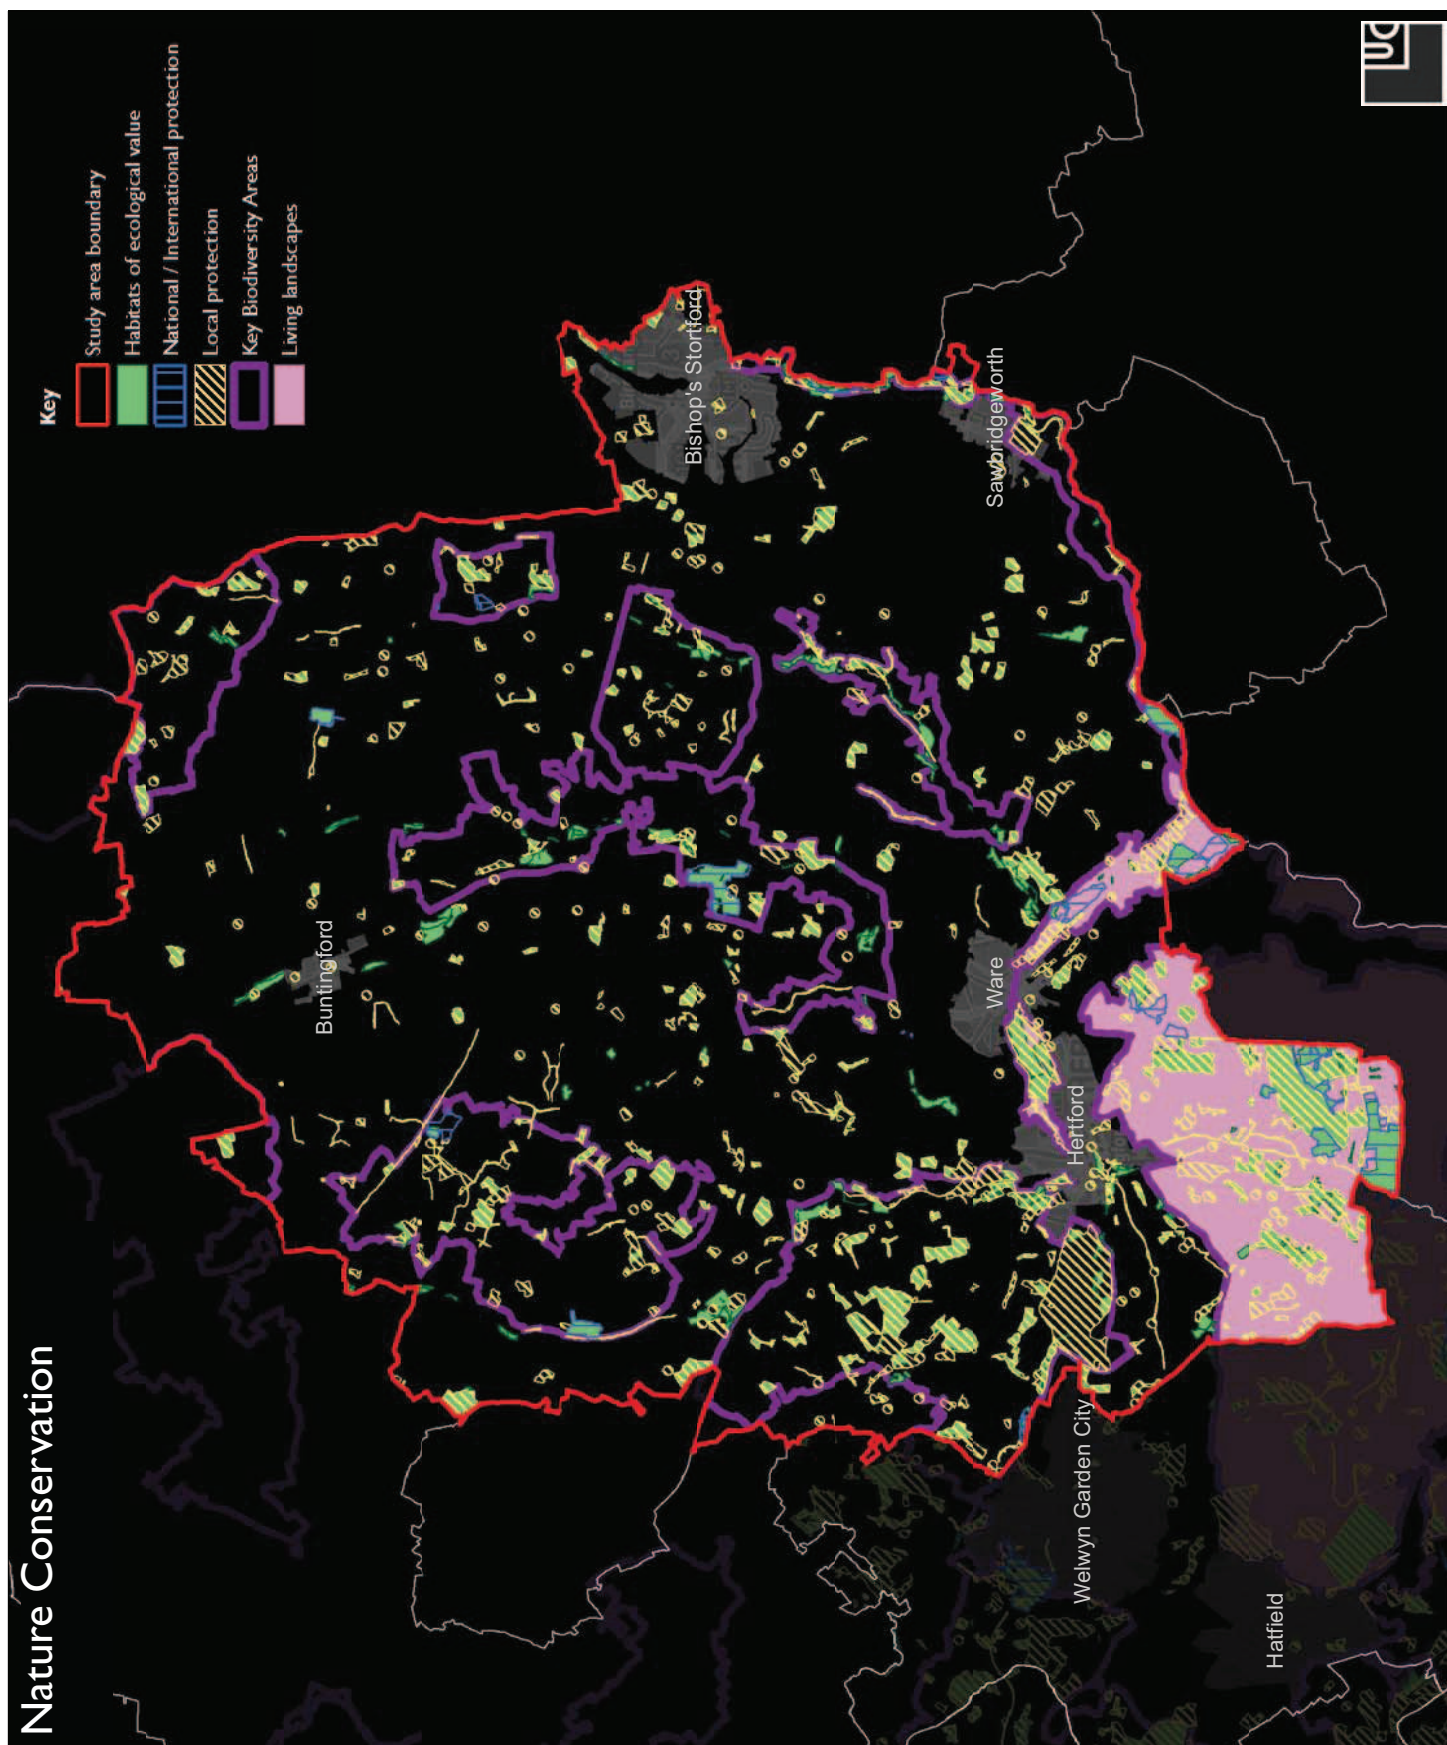 Nature Conservation
Key
Study area boundary
Habitats of ecological value
National / International protection
Local protection
Key Biodiversity Areas
Living landscapes
Buntingford
Bishop's Stortford
Sawbridgeworth
Ware
Hertford
Welwyn Garden City
Hatfield